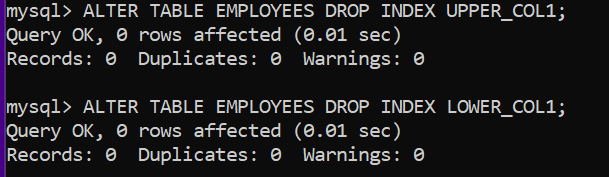 mysql> ALTER TABLE EMPLOYEES DROP INDEX UPPER_COL1;
Query OK, 0 rows affected (0.01 sec)
Records: 0  Duplicates: 0  Warnings: 0

mysql> ALTER TABLE EMPLOYEES DROP INDEX LOWER_COL1;
Query OK, 0 rows affected (0.01 sec)
Records: 0  Duplicates: 0  Warnings: 0